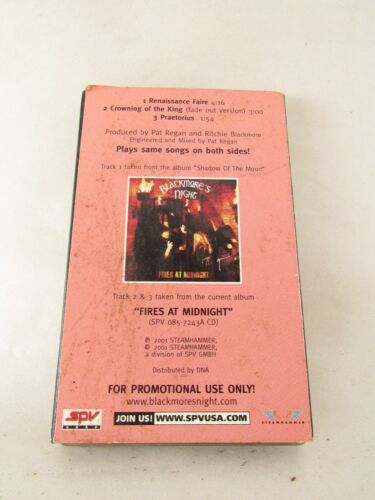 1 Renaissance Faire 4:16
2 Crowning of the King (fade out version) 3:00
3 Praetorius 1:54
Produced by Pat Regan and Ritchie Blackmore
Engineered and Mixed by Pat Regan
Plays same songs on both sides!
Track 1 taken from the album "Shadow Of The Moon"
BLACKMORE'S
NIGHT
FIRES AT MIDNIGHT
Track 2 & 3 taken from the current album
"FIRES AT MIDNIGHT"
(SPV 085-7243A CD)
℗ 2001 STEAMHAMMER,
© 2001 STEAMHAMMER,
a division of SPV GMBH
Distributed by DNA
FOR PROMOTIONAL USE ONLY!
www.blackmoresnight.com
SPV
JOIN US! WWW.SPVUSA.COM
STEAMHAMMER